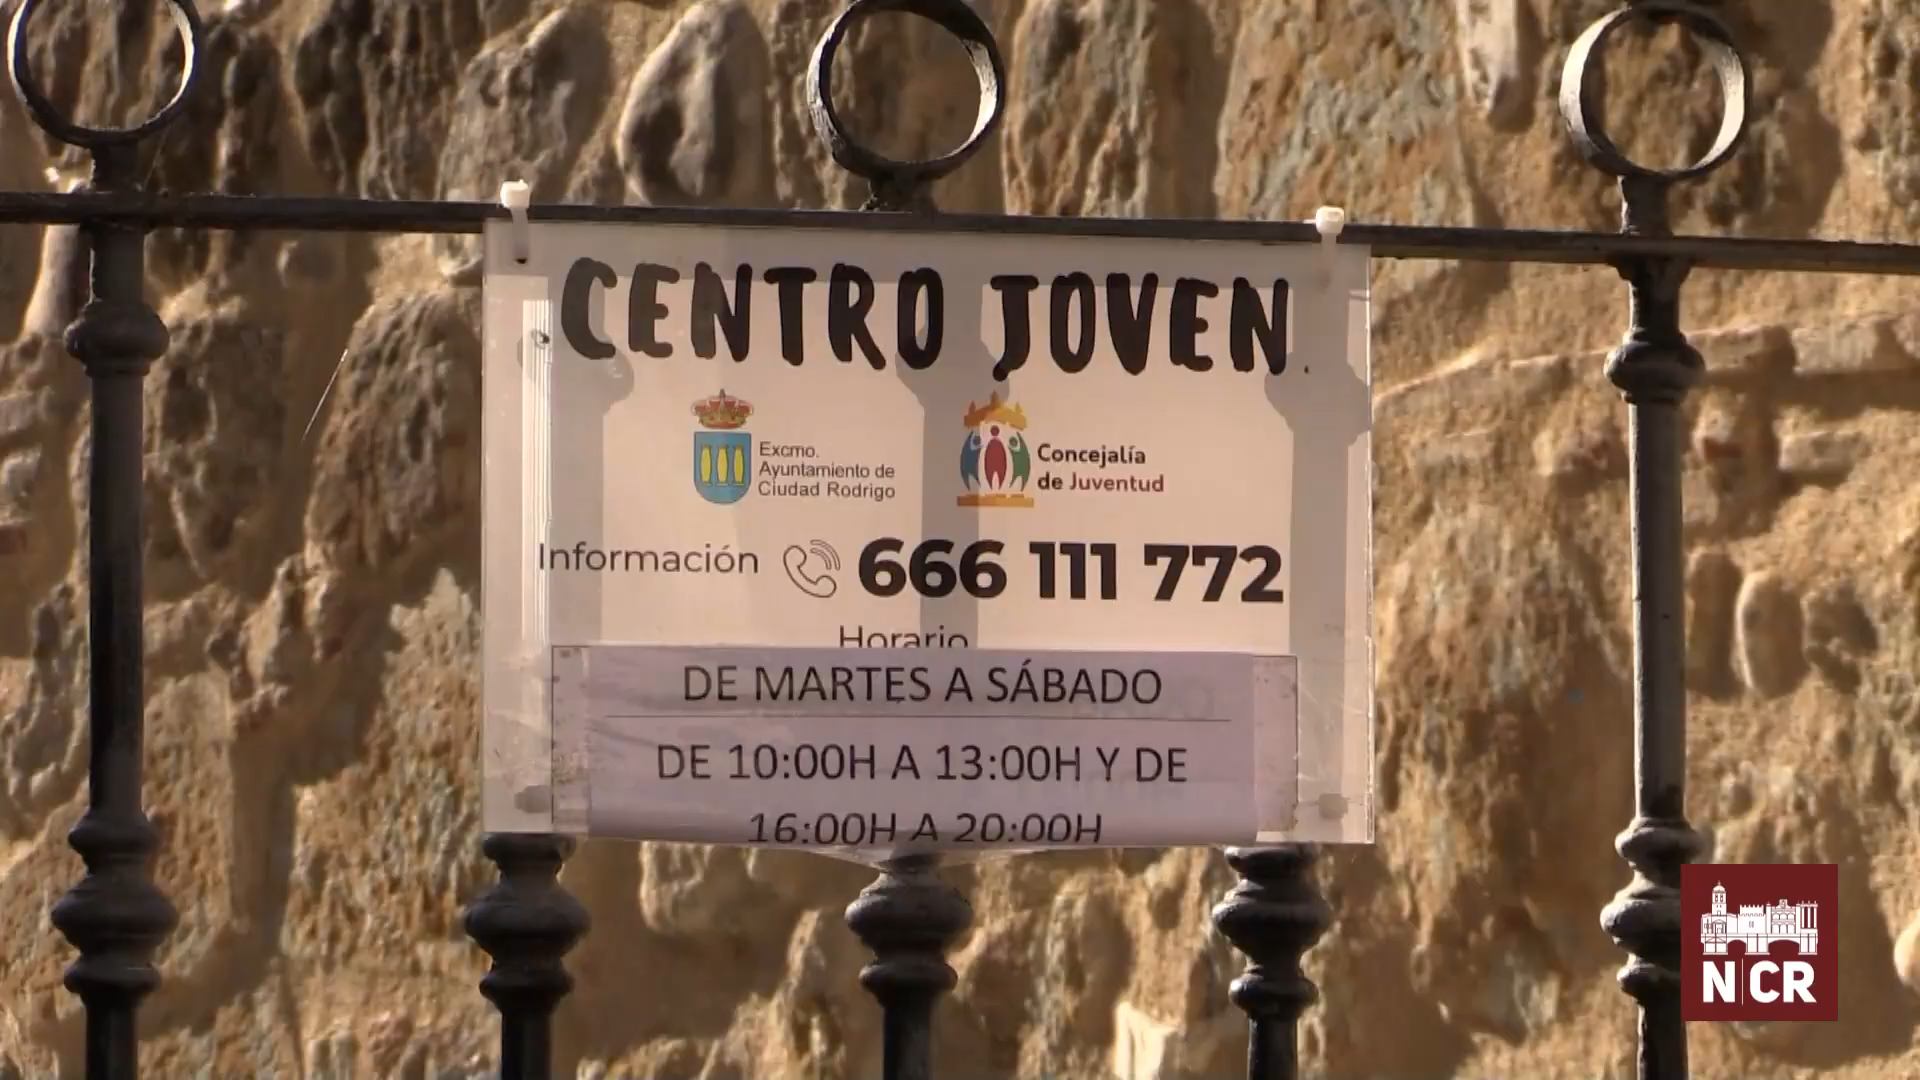 CENTRO JOVEN
Excmo.
Ayuntamiento de
Ciudad Rodrigo
Concejalía
de Juventud
Información 666 111 772
Horario
DE MARTES A SÁBADO
DE 10:00H A 13:00H Y DE
16:00H A 20:00H
N|CR